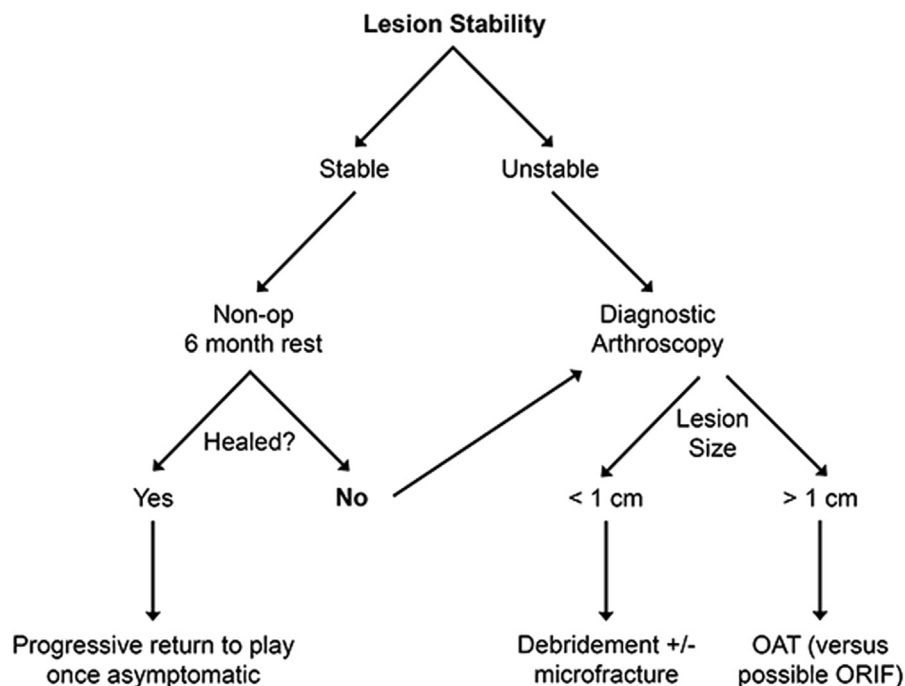 Lesion Stability
Stable
Unstable
Non-op
6 month rest
Diagnostic
Arthroscopy
Healed?
Lesion
Size
Yes
No
< 1 cm
> 1 cm
Progressive return to play
once asymptomatic
Debridement +/-
microfracture
OAT (versus
possible ORIF)